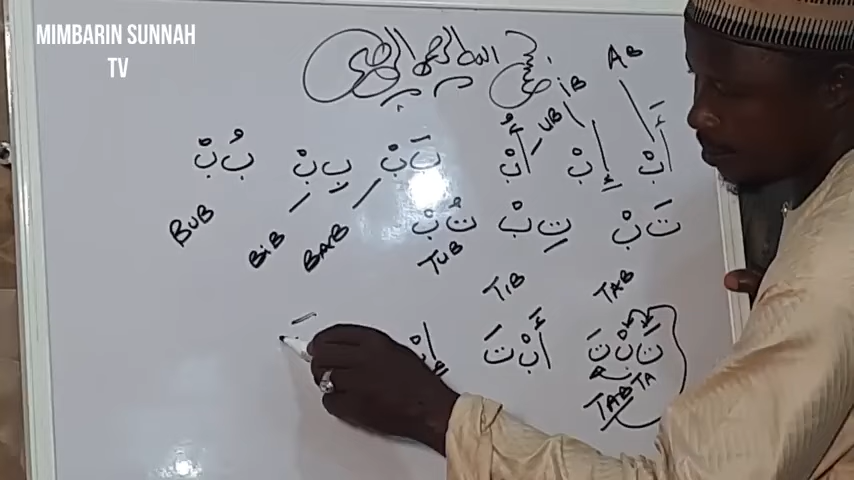 MIMBARIN SUNNAH
TV
بسم الله الرحمن الرحيم
AB
iB
UB
أَبْ إِبْ أُبْ بَبْ بِبْ بُبْ
BAB
BiB
BUB
تَبْ تِبْ تُبْ
TAB
TiB
TUB
تَبْتَ أَبْتَ
TABTA